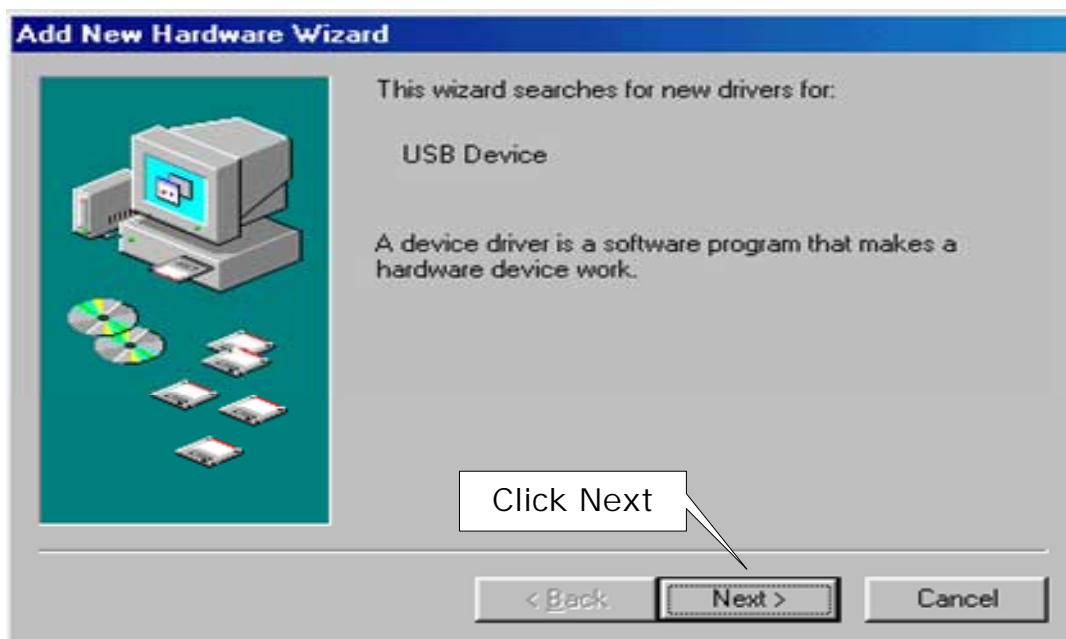 Add New Hardware Wizard
This wizard searches for new drivers for:
USB Device
A device driver is a software program that makes a
hardware device work.
Click Next
< Back
Next >
Cancel